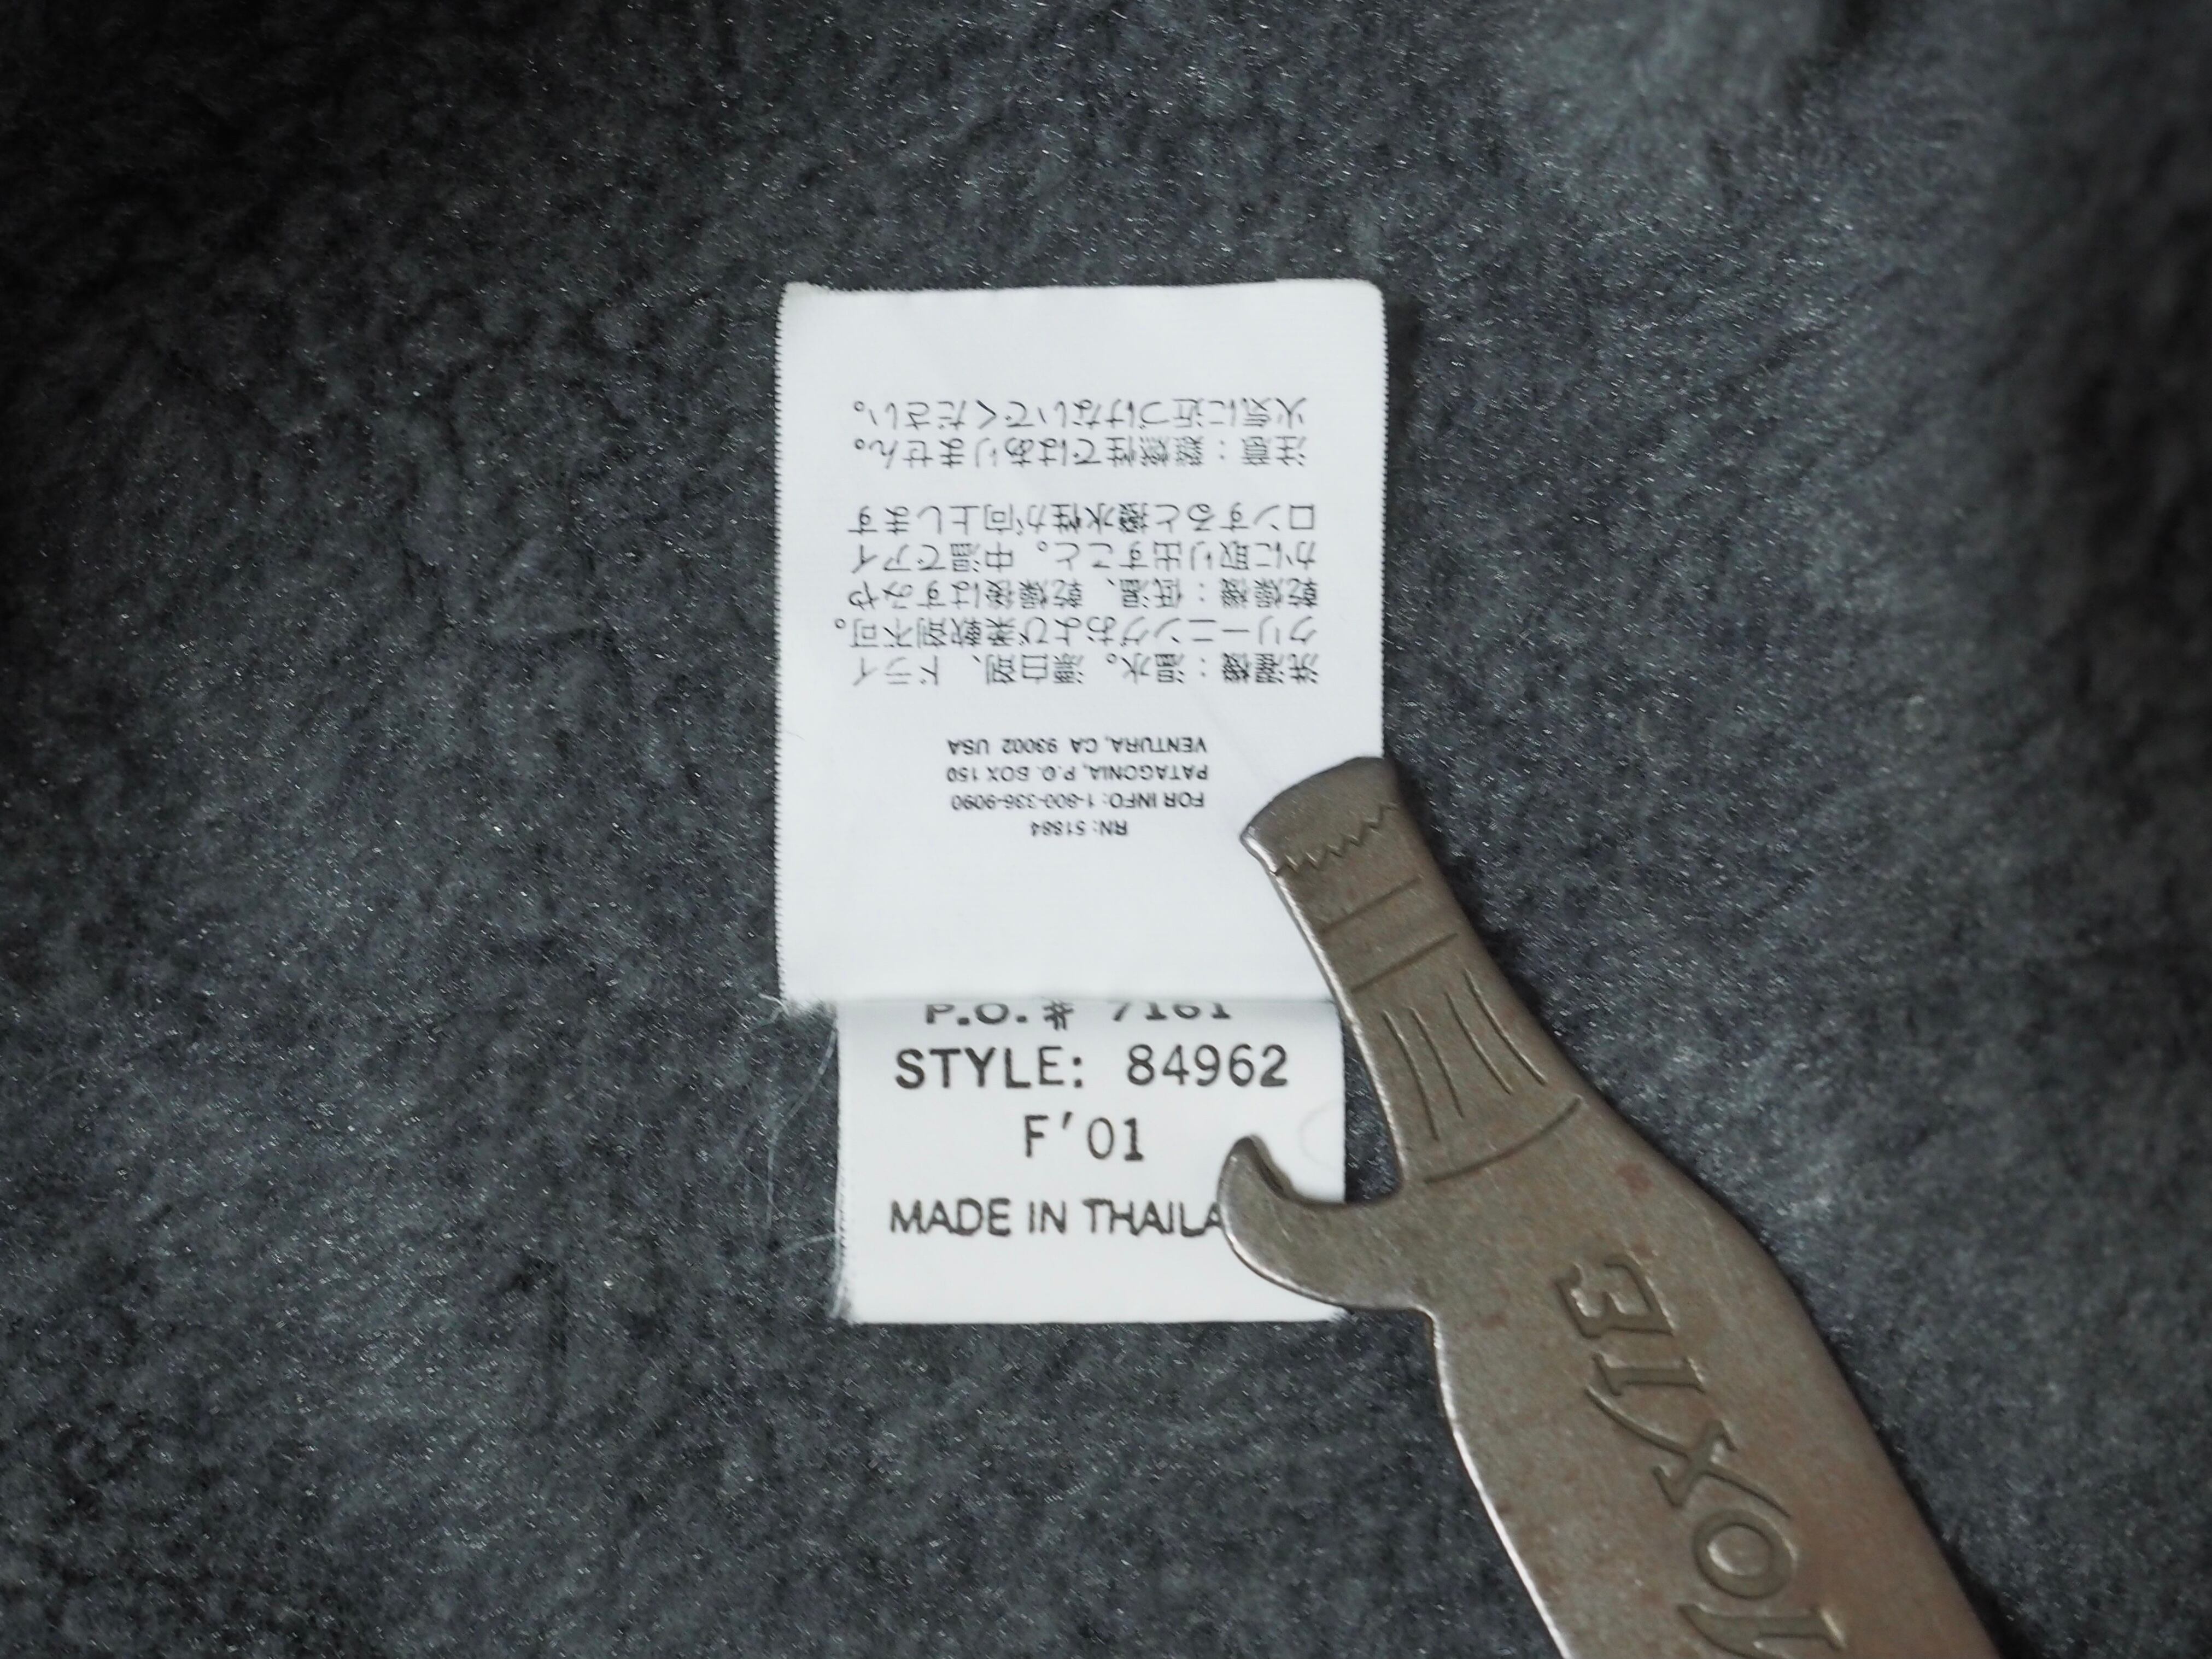 RN: 51884
FOR INFO: 1-800-336-9090
PATAGONIA, P.O. BOX 150
VENTURA, CA 93002 USA
洗濯機：温水。漂白剤、ドライ
クリーニングおよび柔軟剤不可。
乾燥機：低温、乾燥後はすみや
かに取り出すこと。中温でアイ
ロンすると撥水性が向上します
注意：難燃性ではありません。
火気に近づけないでください。
P.O.# 7161
STYLE: 84962
F'01
MADE IN THAILA